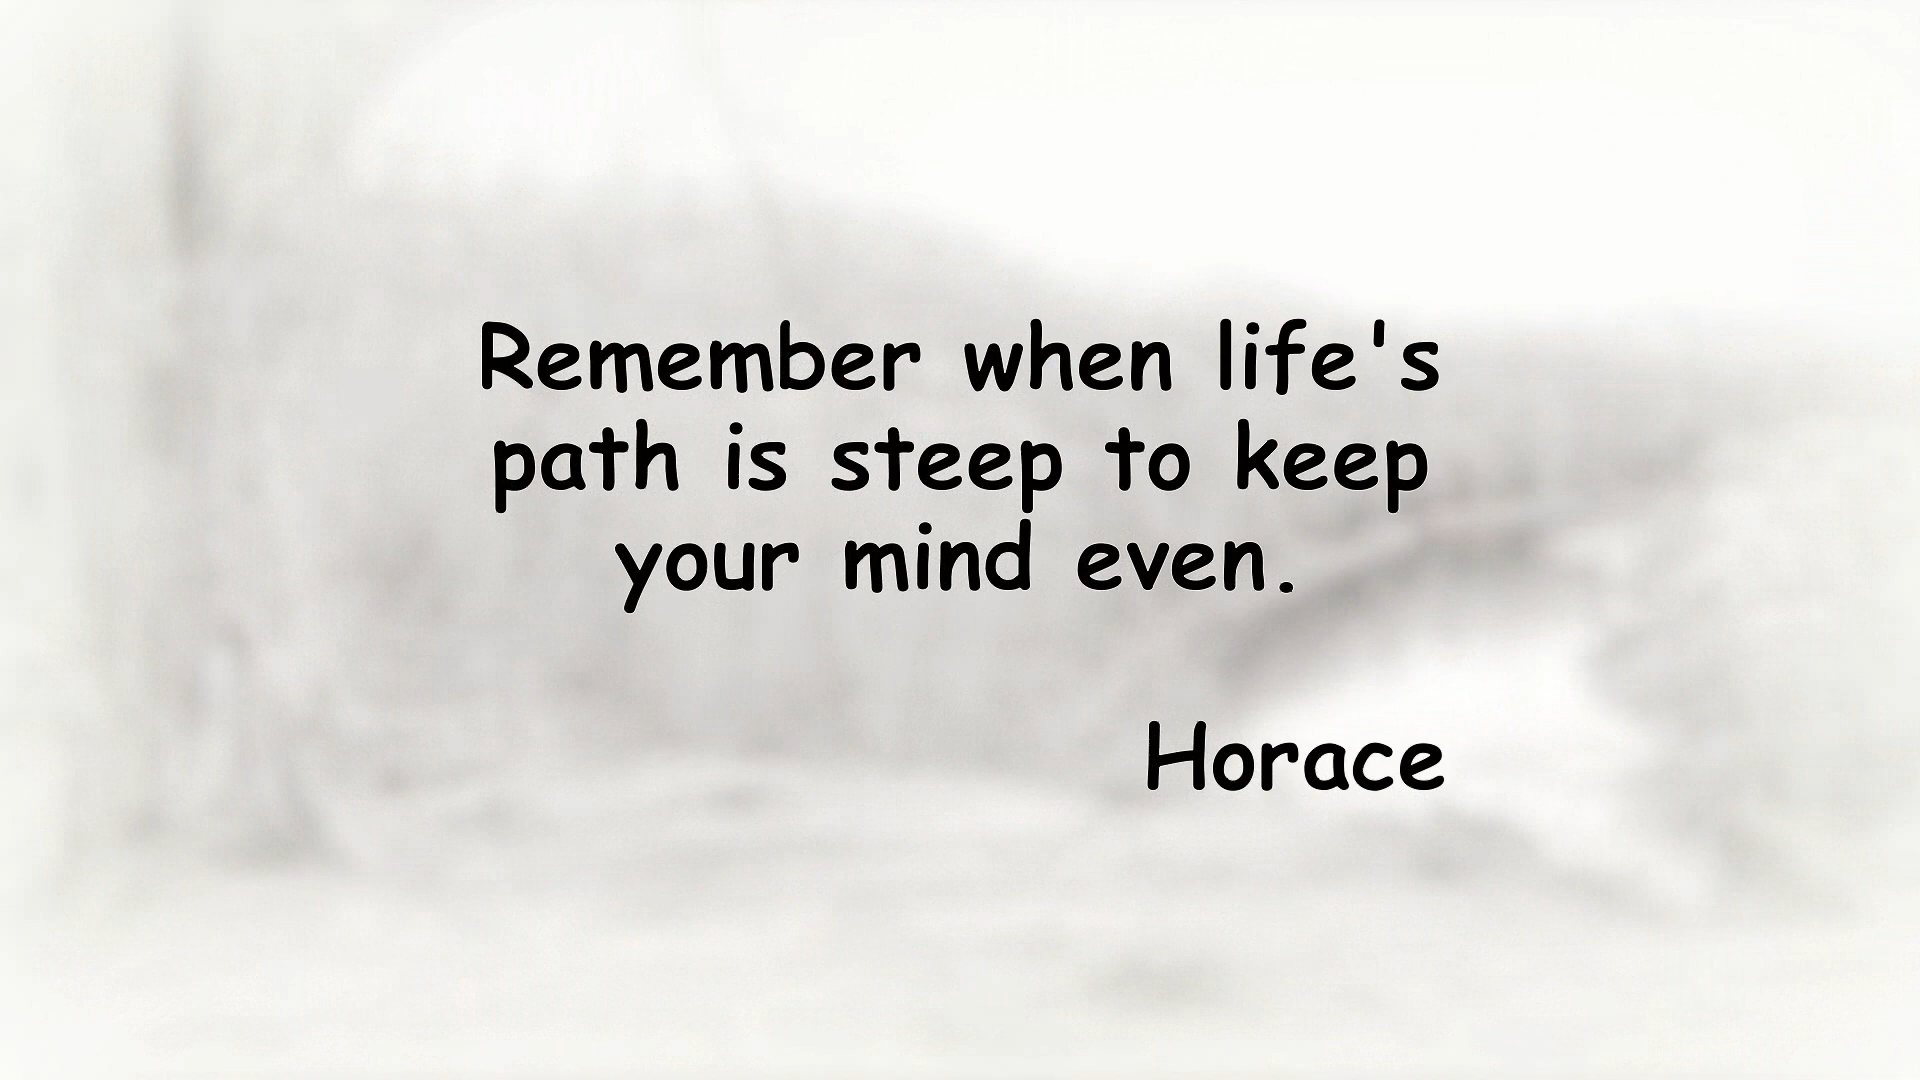 Remember when life's
path is steep to keep
your mind even.
Horace